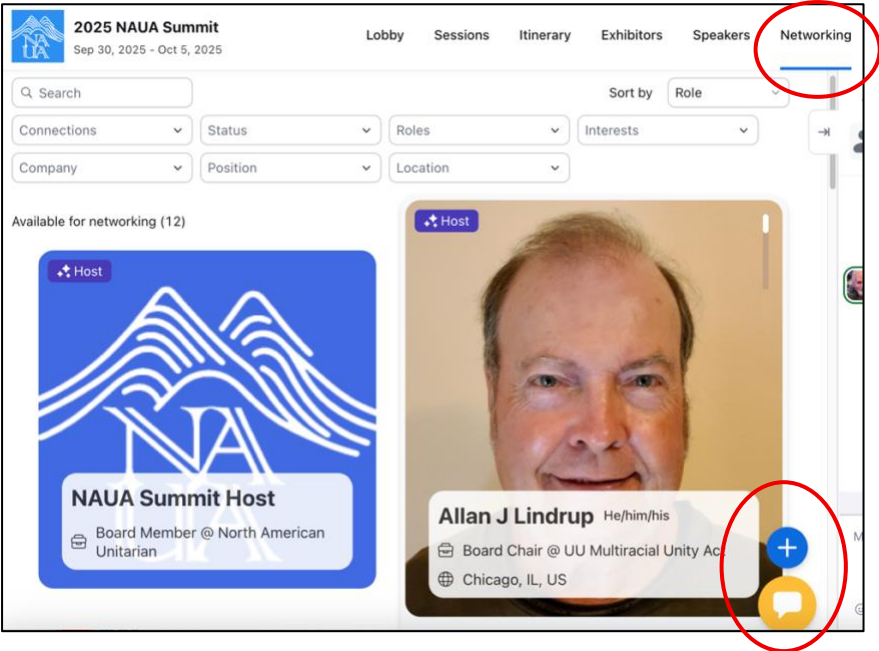 2025 NAUA Summit
Sep 30, 2025 - Oct 5, 2025
Lobby Sessions Itinerary Exhibitors Speakers Networking
Search
Sort by Role
Connections Status Roles Interests
Company Position Location
Available for networking (12)
Host
Host
NA
UA
NAUA Summit Host
Board Member @ North American
Unitarian
Allan J Lindrup He/him/his
Board Chair @ UU Multiracial Unity Ac
Chicago, IL, US